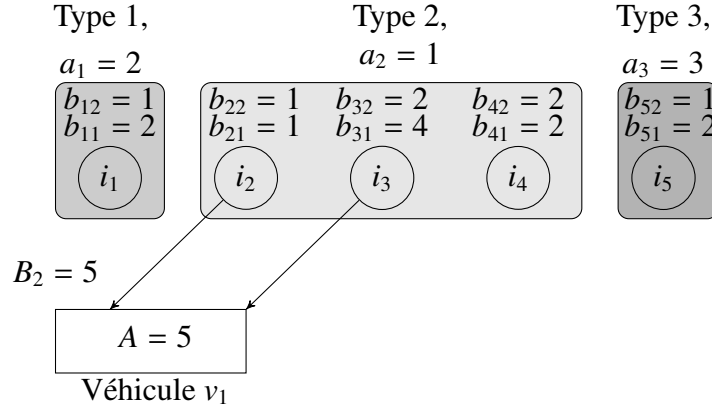 Type 1, Type 2, Type 3,
a₁ = 2 a₂ = 1 a₃ = 3
b₁₂ = 1 b₂₂ = 1 b₃₂ = 2 b₄₂ = 2 b₅₂ = 1
b₁₁ = 2 b₂₁ = 1 b₃₁ = 4 b₄₁ = 2 b₅₁ = 2
i₁ i₂ i₃ i₄ i₅
B₂ = 5
A = 5
Véhicule v₁